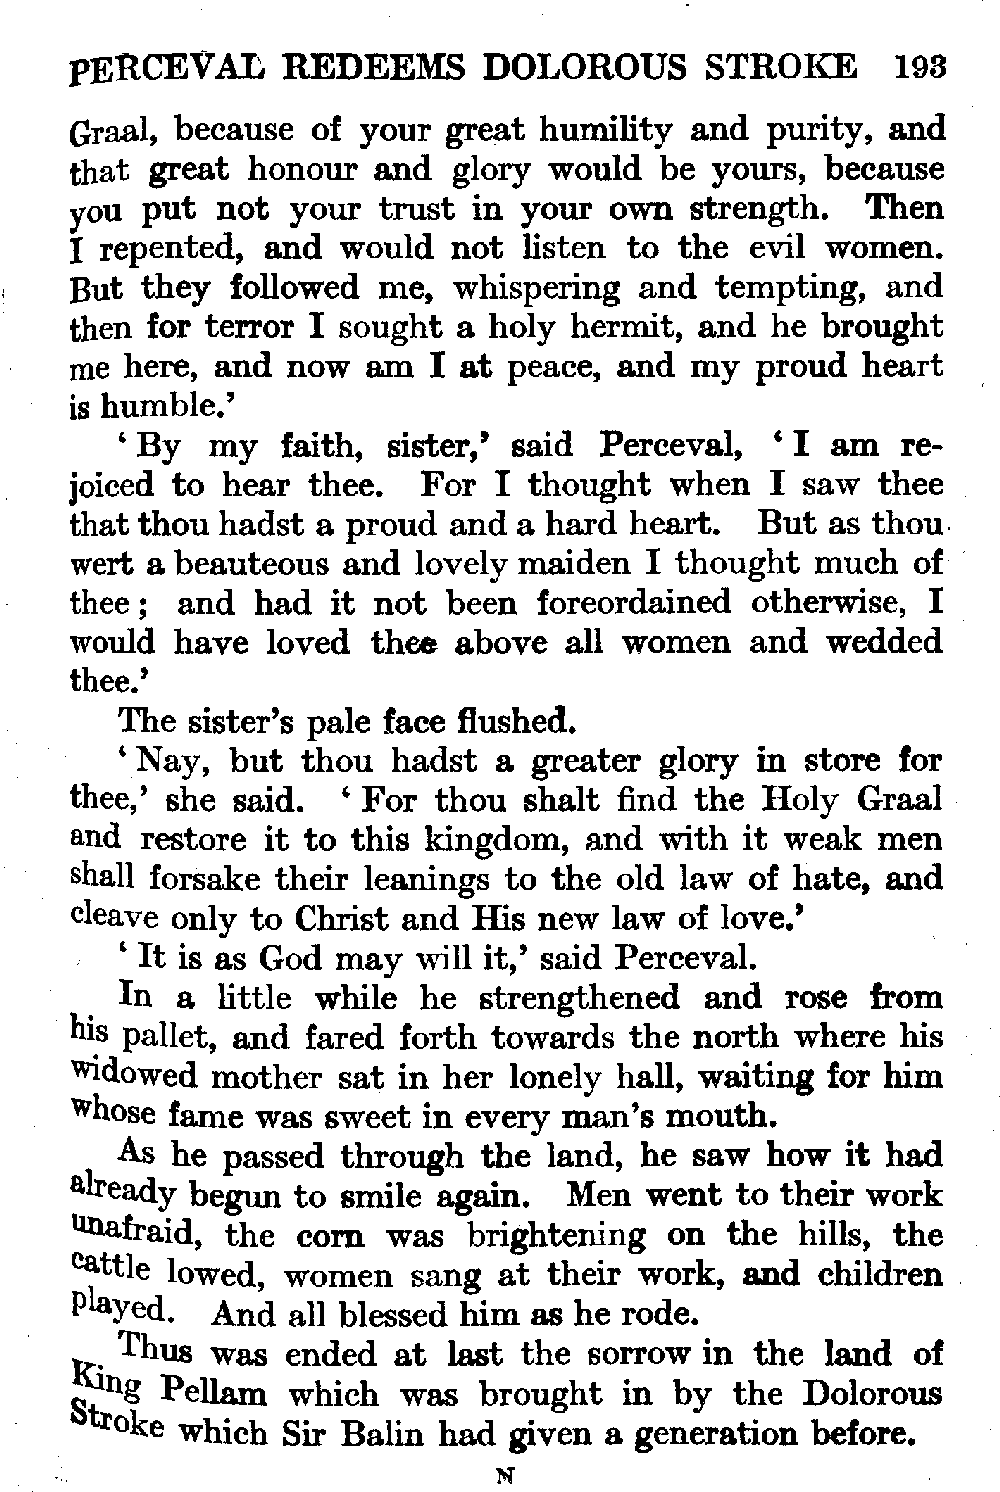 PERCEVAL REDEEMS DOLOROUS STROKE 193
Graal, because of your great humility and purity, and
that great honour and glory would be yours, because
you put not your trust in your own strength. Then
I repented, and would not listen to the evil women.
But they followed me, whispering and tempting, and
then for terror I sought a holy hermit, and he brought
me here, and now am I at peace, and my proud heart
is humble.’
‘ By my faith, sister,’ said Perceval, ‘ I am re-
joiced to hear thee. For I thought when I saw thee
that thou hadst a proud and a hard heart. But as thou
wert a beauteous and lovely maiden I thought much of
thee ; and had it not been foreordained otherwise, I
would have loved thee above all women and wedded
thee.’
The sister’s pale face flushed.
‘ Nay, but thou hadst a greater glory in store for
thee,’ she said. ‘ For thou shalt find the Holy Graal
and restore it to this kingdom, and with it weak men
shall forsake their leanings to the old law of hate, and
cleave only to Christ and His new law of love.’
‘ It is as God may will it,’ said Perceval.
In a little while he strengthened and rose from
his pallet, and fared forth towards the north where his
widowed mother sat in her lonely hall, waiting for him
whose fame was sweet in every man’s mouth.
As he passed through the land, he saw how it had
already begun to smile again. Men went to their work
unafraid, the corn was brightening on the hills, the
cattle lowed, women sang at their work, and children
played. And all blessed him as he rode.
Thus was ended at last the sorrow in the land of
King Pellam which was brought in by the Dolorous
Stroke which Sir Balin had given a generation before.
N